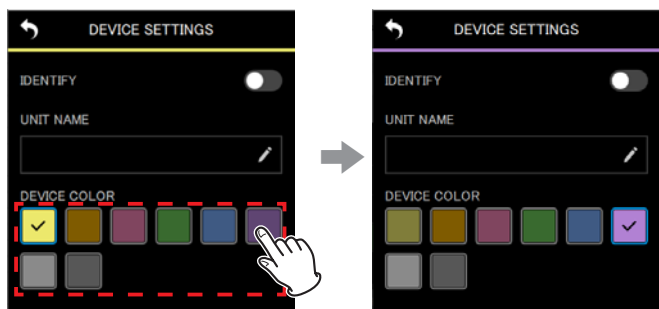 DEVICE SETTINGS
IDENTIFY
UNIT NAME
DEVICE COLOR
DEVICE SETTINGS
IDENTIFY
UNIT NAME
DEVICE COLOR